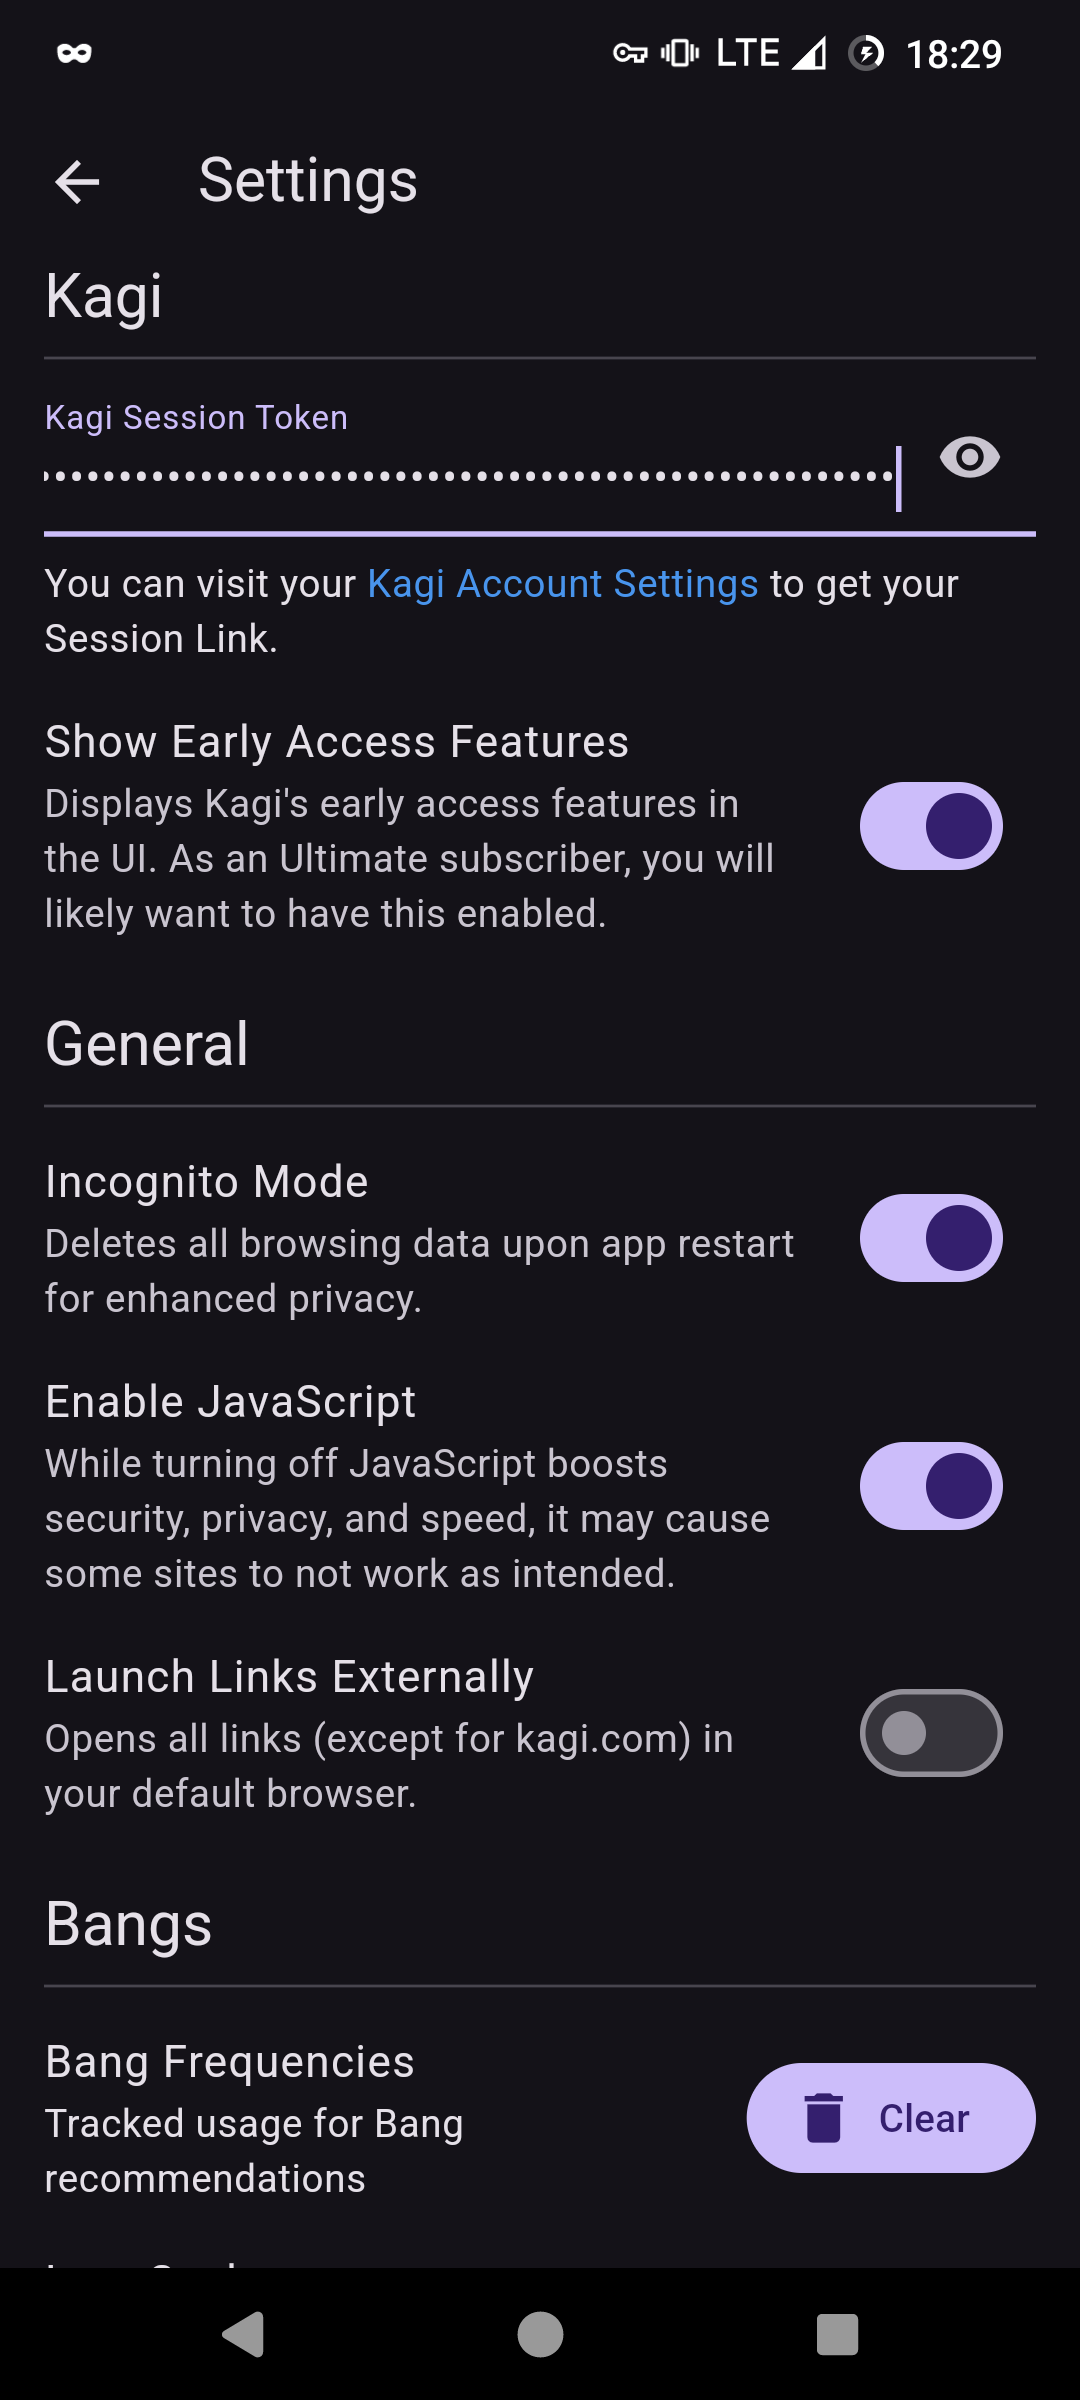 LTE 18:29
Settings
Kagi
Kagi Session Token
You can visit your Kagi Account Settings to get your
Session Link.
Show Early Access Features
Displays Kagi's early access features in
the UI. As an Ultimate subscriber, you will
likely want to have this enabled.
General
Incognito Mode
Deletes all browsing data upon app restart
for enhanced privacy.
Enable JavaScript
While turning off JavaScript boosts
security, privacy, and speed, it may cause
some sites to not work as intended.
Launch Links Externally
Opens all links (except for kagi.com) in
your default browser.
Bangs
Bang Frequencies
Tracked usage for Bang
recommendations
Clear